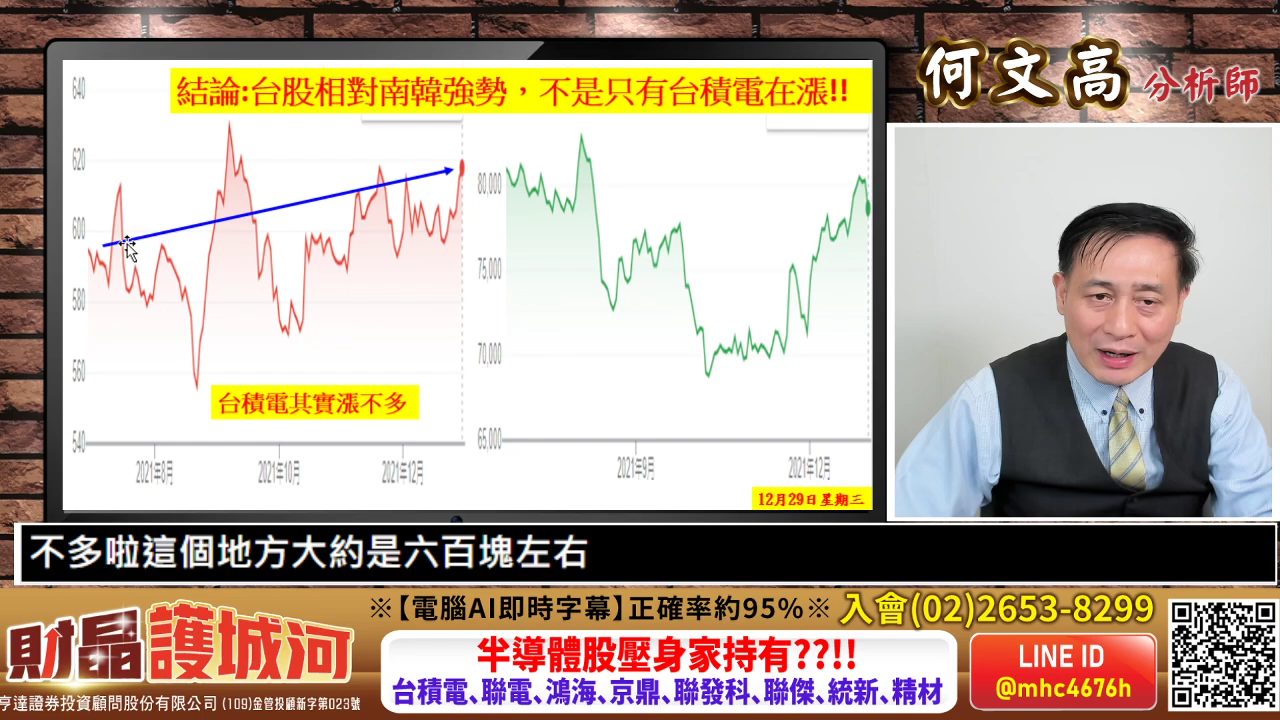 結論:台股相對南韓強勢，不是只有台積電在漲!!
640
620
600
580
560
540
2021年8月
2021年10月
2021年12月
台積電其實漲不多
80,000
75,000
70,000
65,000
2021年9月
2021年12月
12月29日星期三
何文高 分析師
不多啦這個地方大約是六百塊左右
※【電腦AI即時字幕】正確率約95%※ 入會(02)2653-8299
財晶護城河
亨達證券投資顧問股份有限公司 (109)金管投顧新字第023號
半導體股壓身家持有??!!
台積電、聯電、鴻海、京鼎、聯發科、聯傑、統新、精材
LINE ID
@mhc4676h